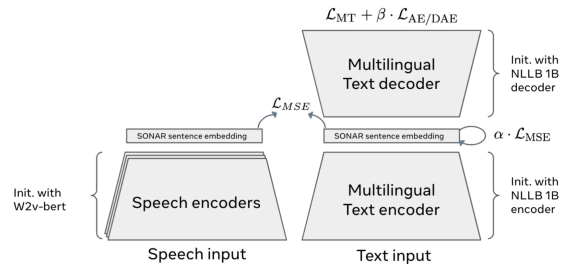 ℒ_MT + β · ℒ_AE/DAE
Multilingual
Text decoder
Init. with
NLLB 1B
decoder
ℒ_MSE
SONAR sentence embedding
SONAR sentence embedding
α · ℒ_MSE
Init. with
W2v-bert
Speech encoders
Multilingual
Text encoder
Init. with
NLLB 1B
encoder
Speech input
Text input